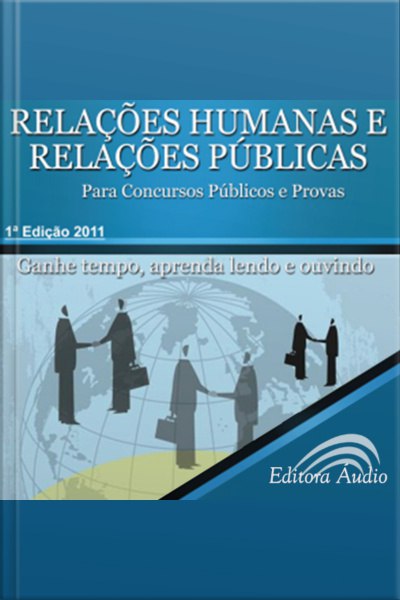 RELAÇÕES HUMANAS E
RELAÇÕES PÚBLICAS
Para Concursos Públicos e Provas
1ª Edição 2011
Ganhe tempo, aprenda lendo e ouvindo
Editora Áudio